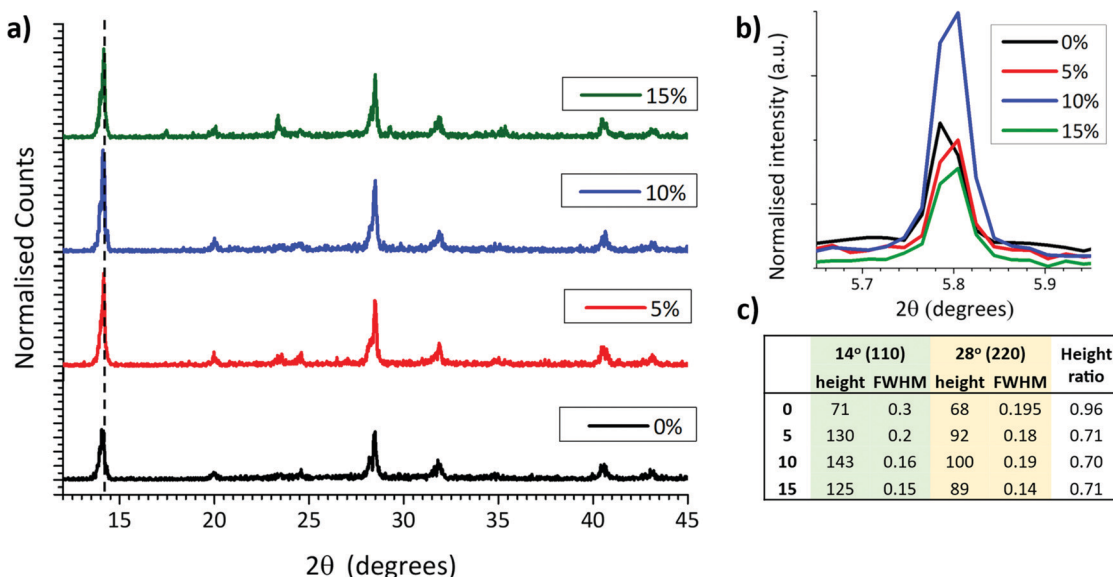 a)
Normalised Counts
15%
10%
5%
0%
15 20 25 30 35 40 45
2θ (degrees)
b)
Normalised intensity (a.u.)
0%
5%
10%
15%
5.7 5.8 5.9
2θ (degrees)
c)
14° (110) 28° (220) Height
height FWHM height FWHM ratio
0 71 0.3 68 0.195 0.96
5 130 0.2 92 0.18 0.71
10 143 0.16 100 0.19 0.70
15 125 0.15 89 0.14 0.71